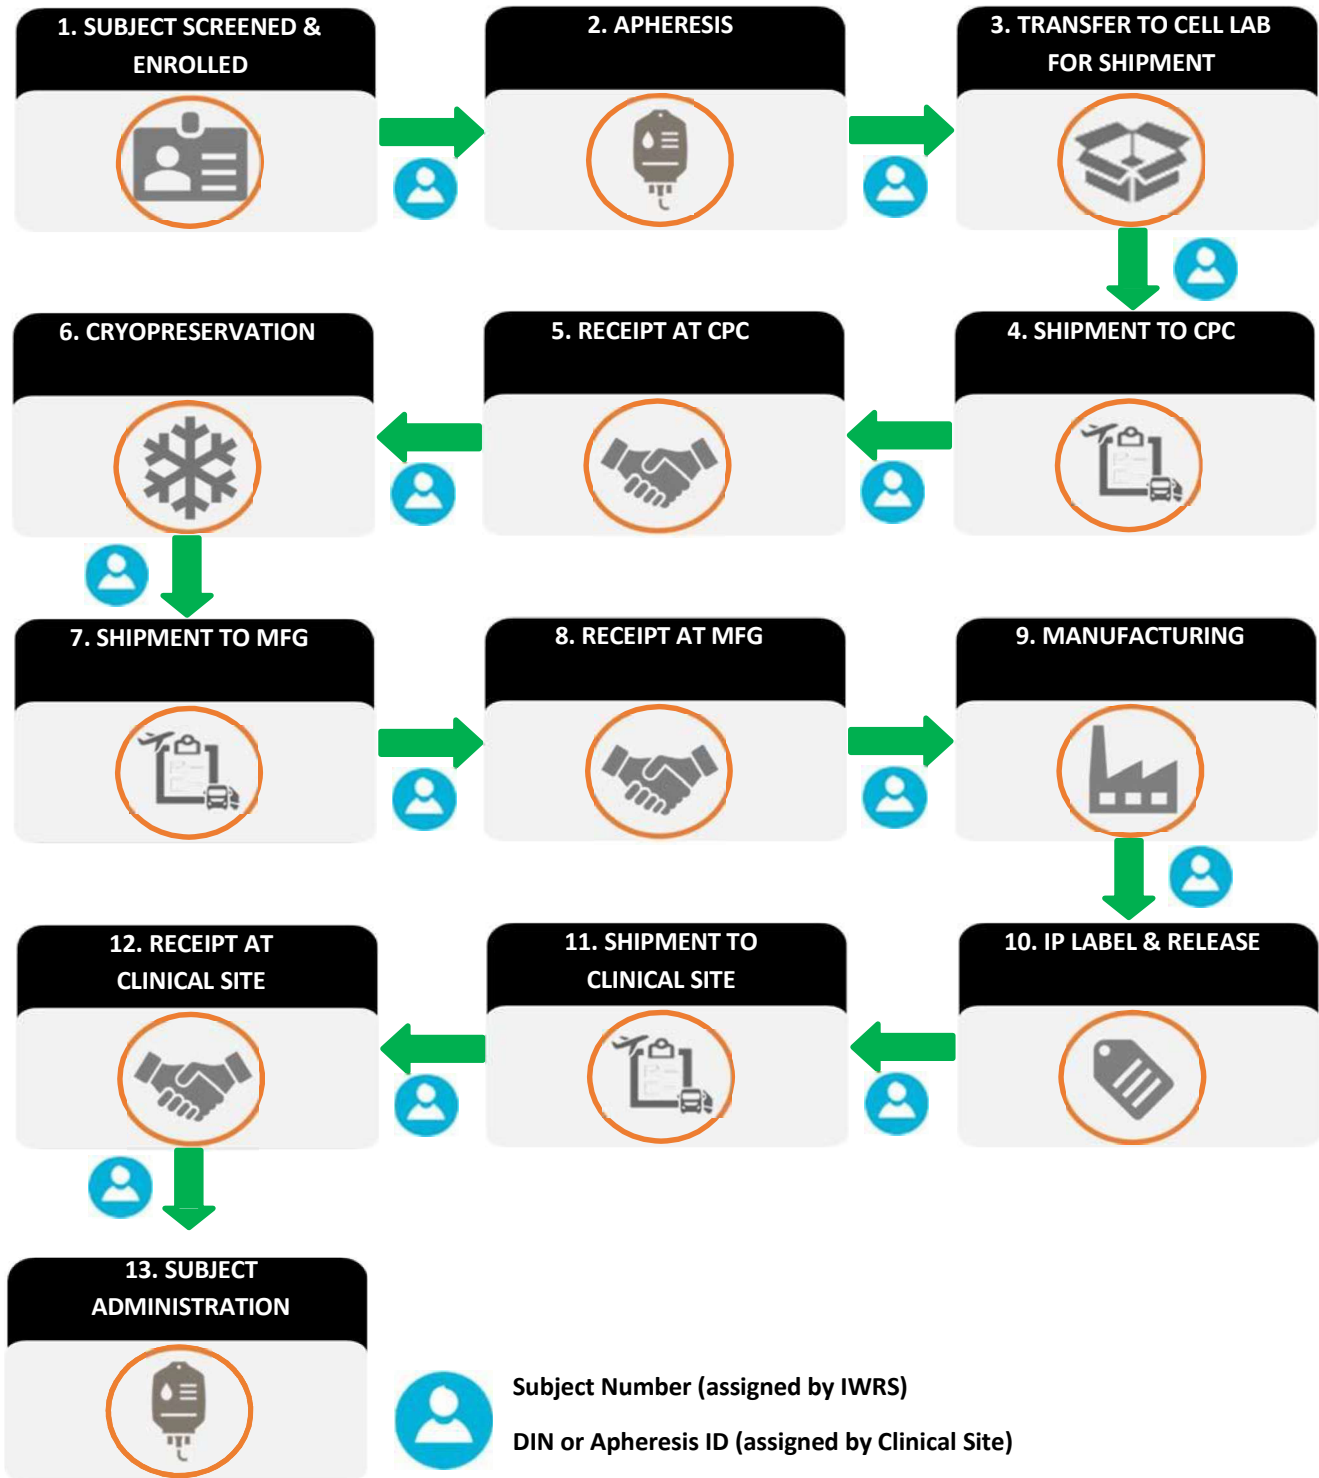 1. SUBJECT SCREENED &
ENROLLED
2. APHERESIS
3. TRANSFER TO CELL LAB
FOR SHIPMENT
4. SHIPMENT TO CPC
5. RECEIPT AT CPC
6. CRYOPRESERVATION
7. SHIPMENT TO MFG
8. RECEIPT AT MFG
9. MANUFACTURING
10. IP LABEL & RELEASE
11. SHIPMENT TO
CLINICAL SITE
12. RECEIPT AT
CLINICAL SITE
13. SUBJECT
ADMINISTRATION
Subject Number (assigned by IWRS)
DIN or Apheresis ID (assigned by Clinical Site)